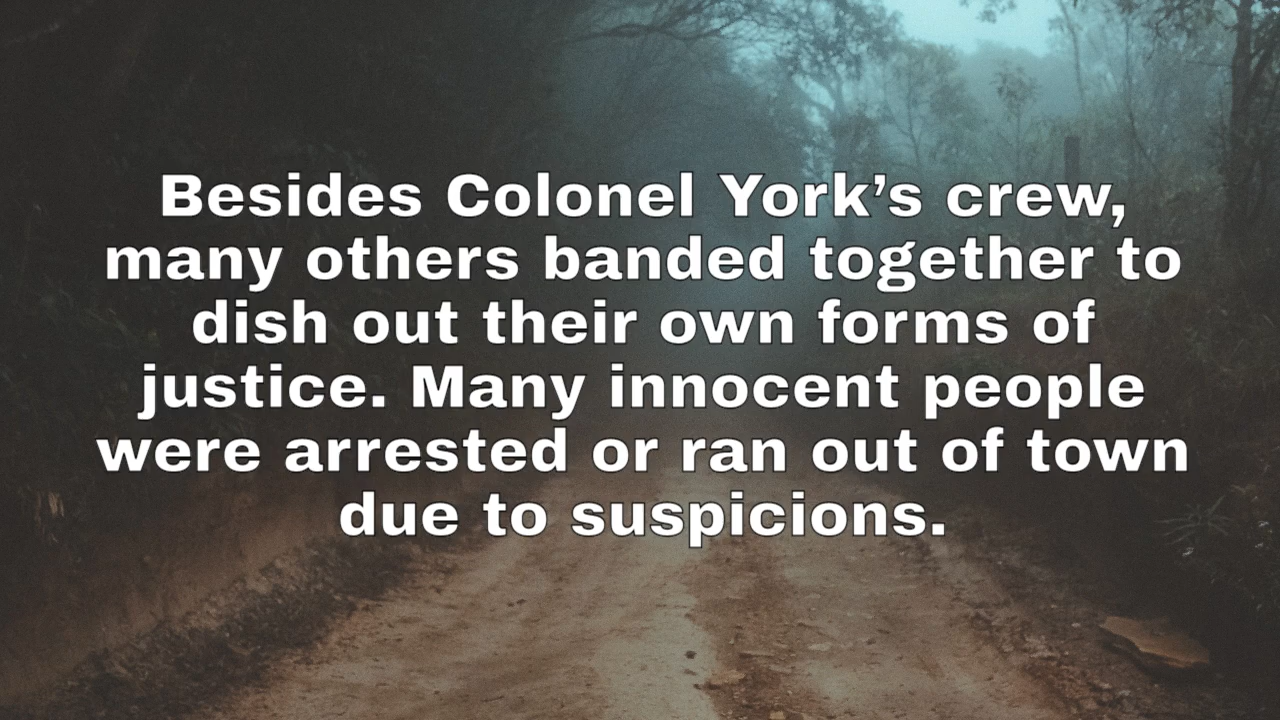 Besides Colonel York’s crew,
many others banded together to
dish out their own forms of
justice. Many innocent people
were arrested or ran out of town
due to suspicions.